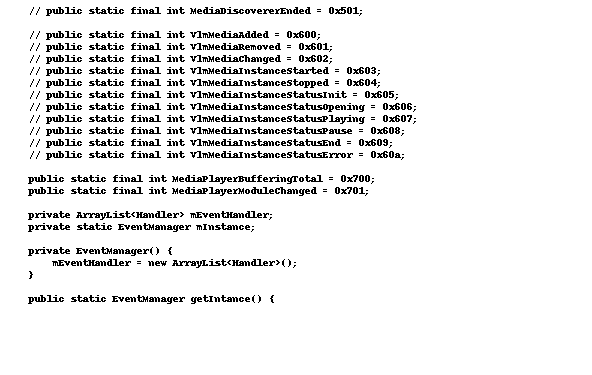 // public static final int MediaDiscovererEnded = 0x501;
// public static final int VlmMediaAdded = 0x600;
// public static final int VlmMediaRemoved = 0x601;
// public static final int VlmMediaChanged = 0x602;
// public static final int VlmMediaInstanceStarted = 0x603;
// public static final int VlmMediaInstanceStopped = 0x604;
// public static final int VlmMediaInstanceStatusInit = 0x605;
// public static final int VlmMediaInstanceStatusOpening = 0x606;
// public static final int VlmMediaInstanceStatusPlaying = 0x607;
// public static final int VlmMediaInstanceStatusPause = 0x608;
// public static final int VlmMediaInstanceStatusEnd = 0x609;
// public static final int VlmMediaInstanceStatusError = 0x60a;
public static final int MediaPlayerBufferingTotal = 0x700;
public static final int MediaPlayerModuleChanged = 0x701;
private ArrayList<Handler> mEventHandler;
private static EventManager mInstance;
private EventManager() {
mEventHandler = new ArrayList<Handler>();
}
public static EventManager getIntance() {